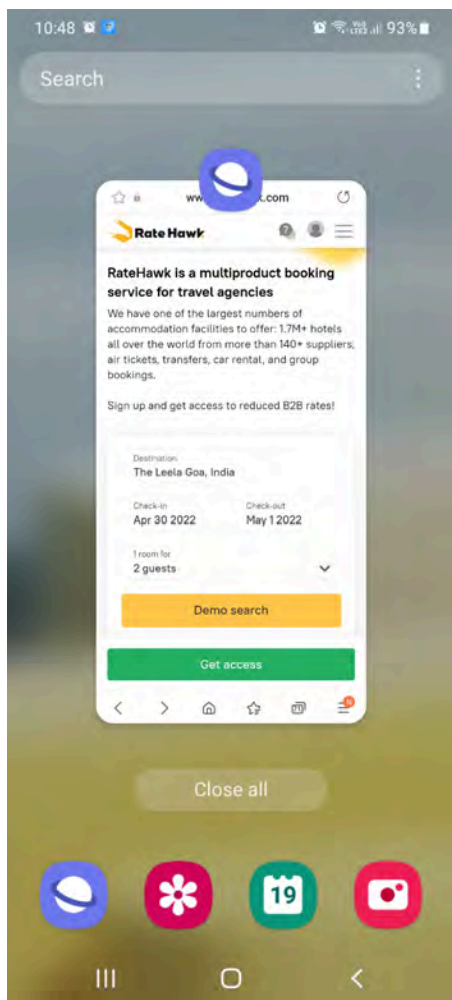 10:48
93%
Search
www
.com
Rate Hawk
RateHawk is a multiproduct booking
service for travel agencies
We have one of the largest numbers of
accommodation facilities to offer: 1.7M+ hotels
all over the world from more than 140+ suppliers,
air tickets, transfers, car rental, and group
bookings.
Sign up and get access to reduced B2B rates!
Destination
The Leela Goa, India
Check-in
Check-out
Apr 30 2022
May 1 2022
1 room for
2 guests
Demo search
Get access
Close all
19